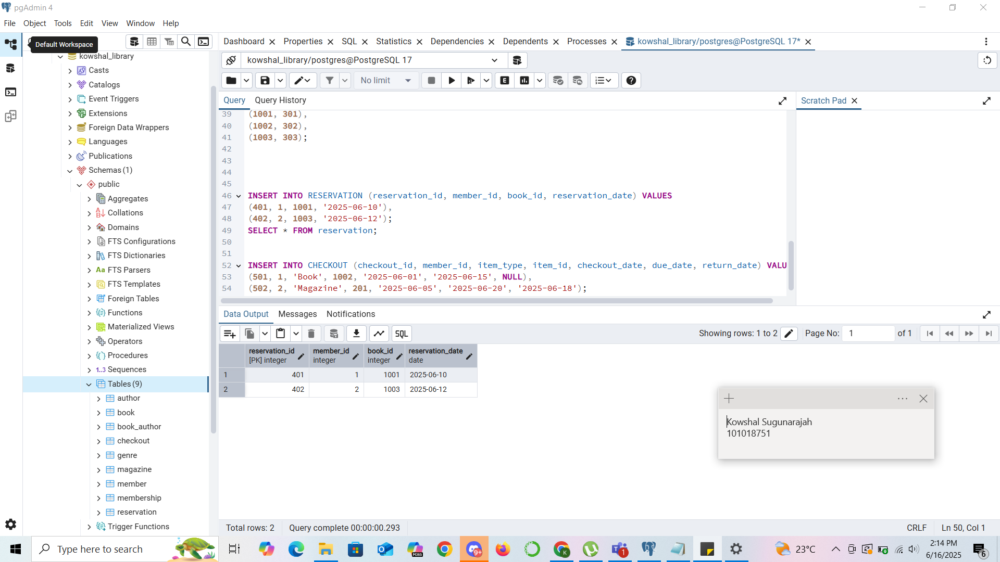 pgAdmin 4
File Object Tools Edit View Window Help
Default Workspace
Dashboard Properties SQL Statistics Dependencies Dependents Processes kowshal_library/postgres@PostgreSQL 17*
kowshal_library/postgres@PostgreSQL 17
No limit
E
Query Query History
Scratch Pad
kowshal_library
Casts
Catalogs
Event Triggers
Extensions
Foreign Data Wrappers
Languages
Publications
Schemas (1)
public
Aggregates
Collations
Domains
FTS Configurations
FTS Dictionaries
Aa FTS Parsers
FTS Templates
Foreign Tables
Functions
Materialized Views
Operators
Procedures
1..3 Sequences
Tables (9)
author
book
book_author
checkout
genre
magazine
member
membership
reservation
Trigger Functions
39 (1001, 301),
40 (1002, 302),
41 (1003, 303);
42
43
44
45
46 INSERT INTO RESERVATION (reservation_id, member_id, book_id, reservation_date) VALUES
47 (401, 1, 1001, '2025-06-10'),
48 (402, 2, 1003, '2025-06-12');
49 SELECT * FROM reservation;
50
51
52 INSERT INTO CHECKOUT (checkout_id, member_id, item_type, item_id, checkout_date, due_date, return_date) VALU
53 (501, 1, 'Book', 1002, '2025-06-01', '2025-06-15', NULL),
54 (502, 2, 'Magazine', 201, '2025-06-05', '2025-06-20', '2025-06-18');
Data Output Messages Notifications
SQL
Showing rows: 1 to 2 Page No: 1 of 1
reservation_id member_id book_id reservation_date
[PK] integer integer integer date
1 401 1 1001 2025-06-10
2 402 2 1003 2025-06-12
Kowshal Sugunarajah
101018751
Total rows: 2 Query complete 00:00:00.293 CRLF Ln 50, Col 1
Type here to search
M365
9+
K
1
23°C
2:14 PM
6/16/2025
6